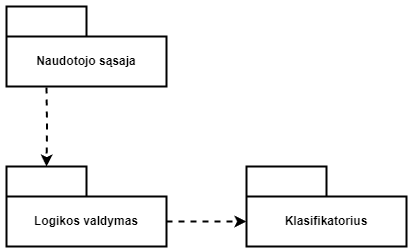 Naudotojo sąsaja
Logikos valdymas
Klasifikatorius